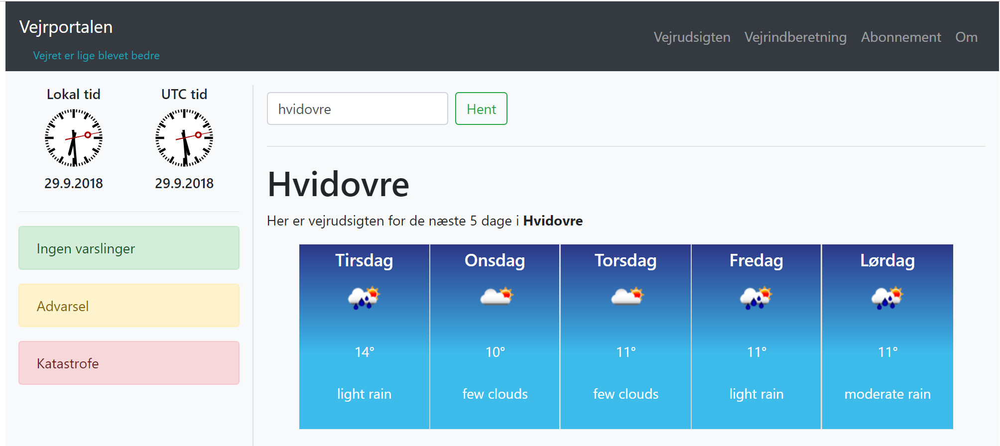 Vejrportalen
Vejret er lige blevet bedre
Vejrudsigten Vejrindberetning Abonnement Om
Lokal tid UTC tid
29.9.2018 29.9.2018
Ingen varslinger
Advarsel
Katastrofe
hvidovre Hent
Hvidovre
Her er vejrudsigten for de næste 5 dage i Hvidovre
Tirsdag Onsdag Torsdag Fredag Lørdag
14° 10° 11° 11° 11°
light rain few clouds few clouds light rain moderate rain